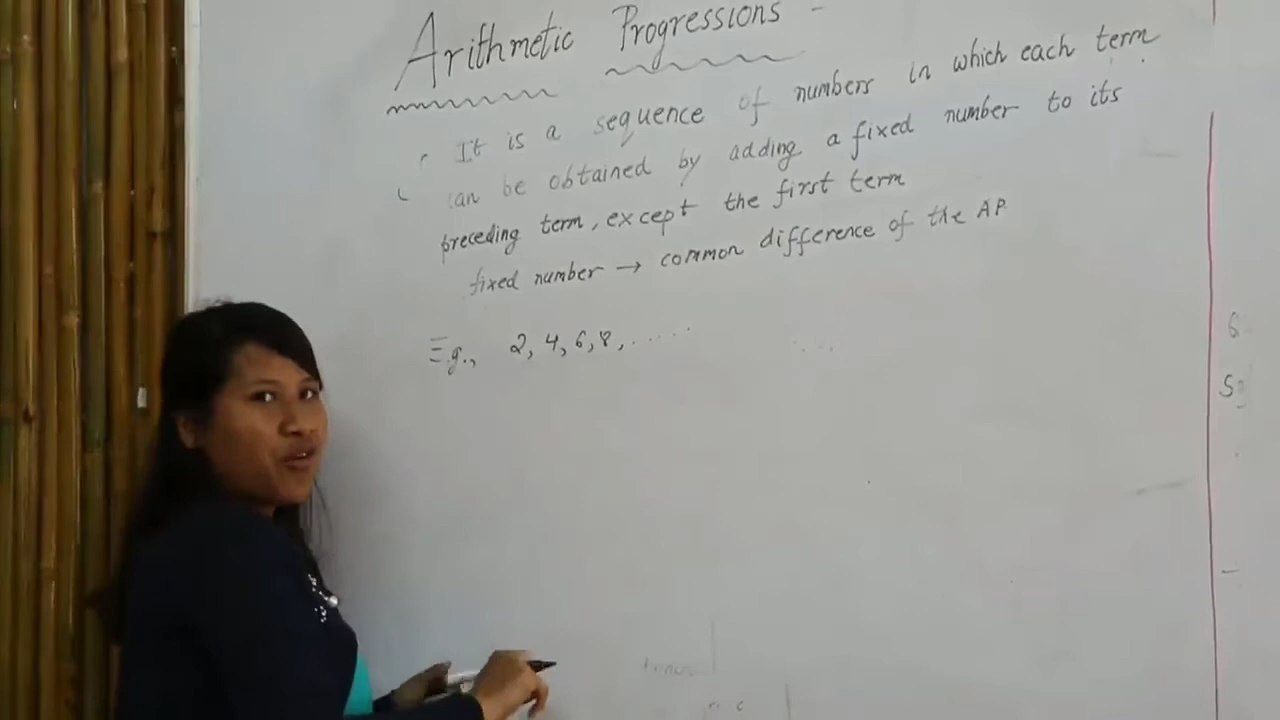 Arithmetic Progressions -
It is a sequence of numbers in which each term
can be obtained by adding a fixed number to its
preceding term, except the first term
fixed number → common difference of the AP
E.g., 2, 4, 6, 8, ......
6
S